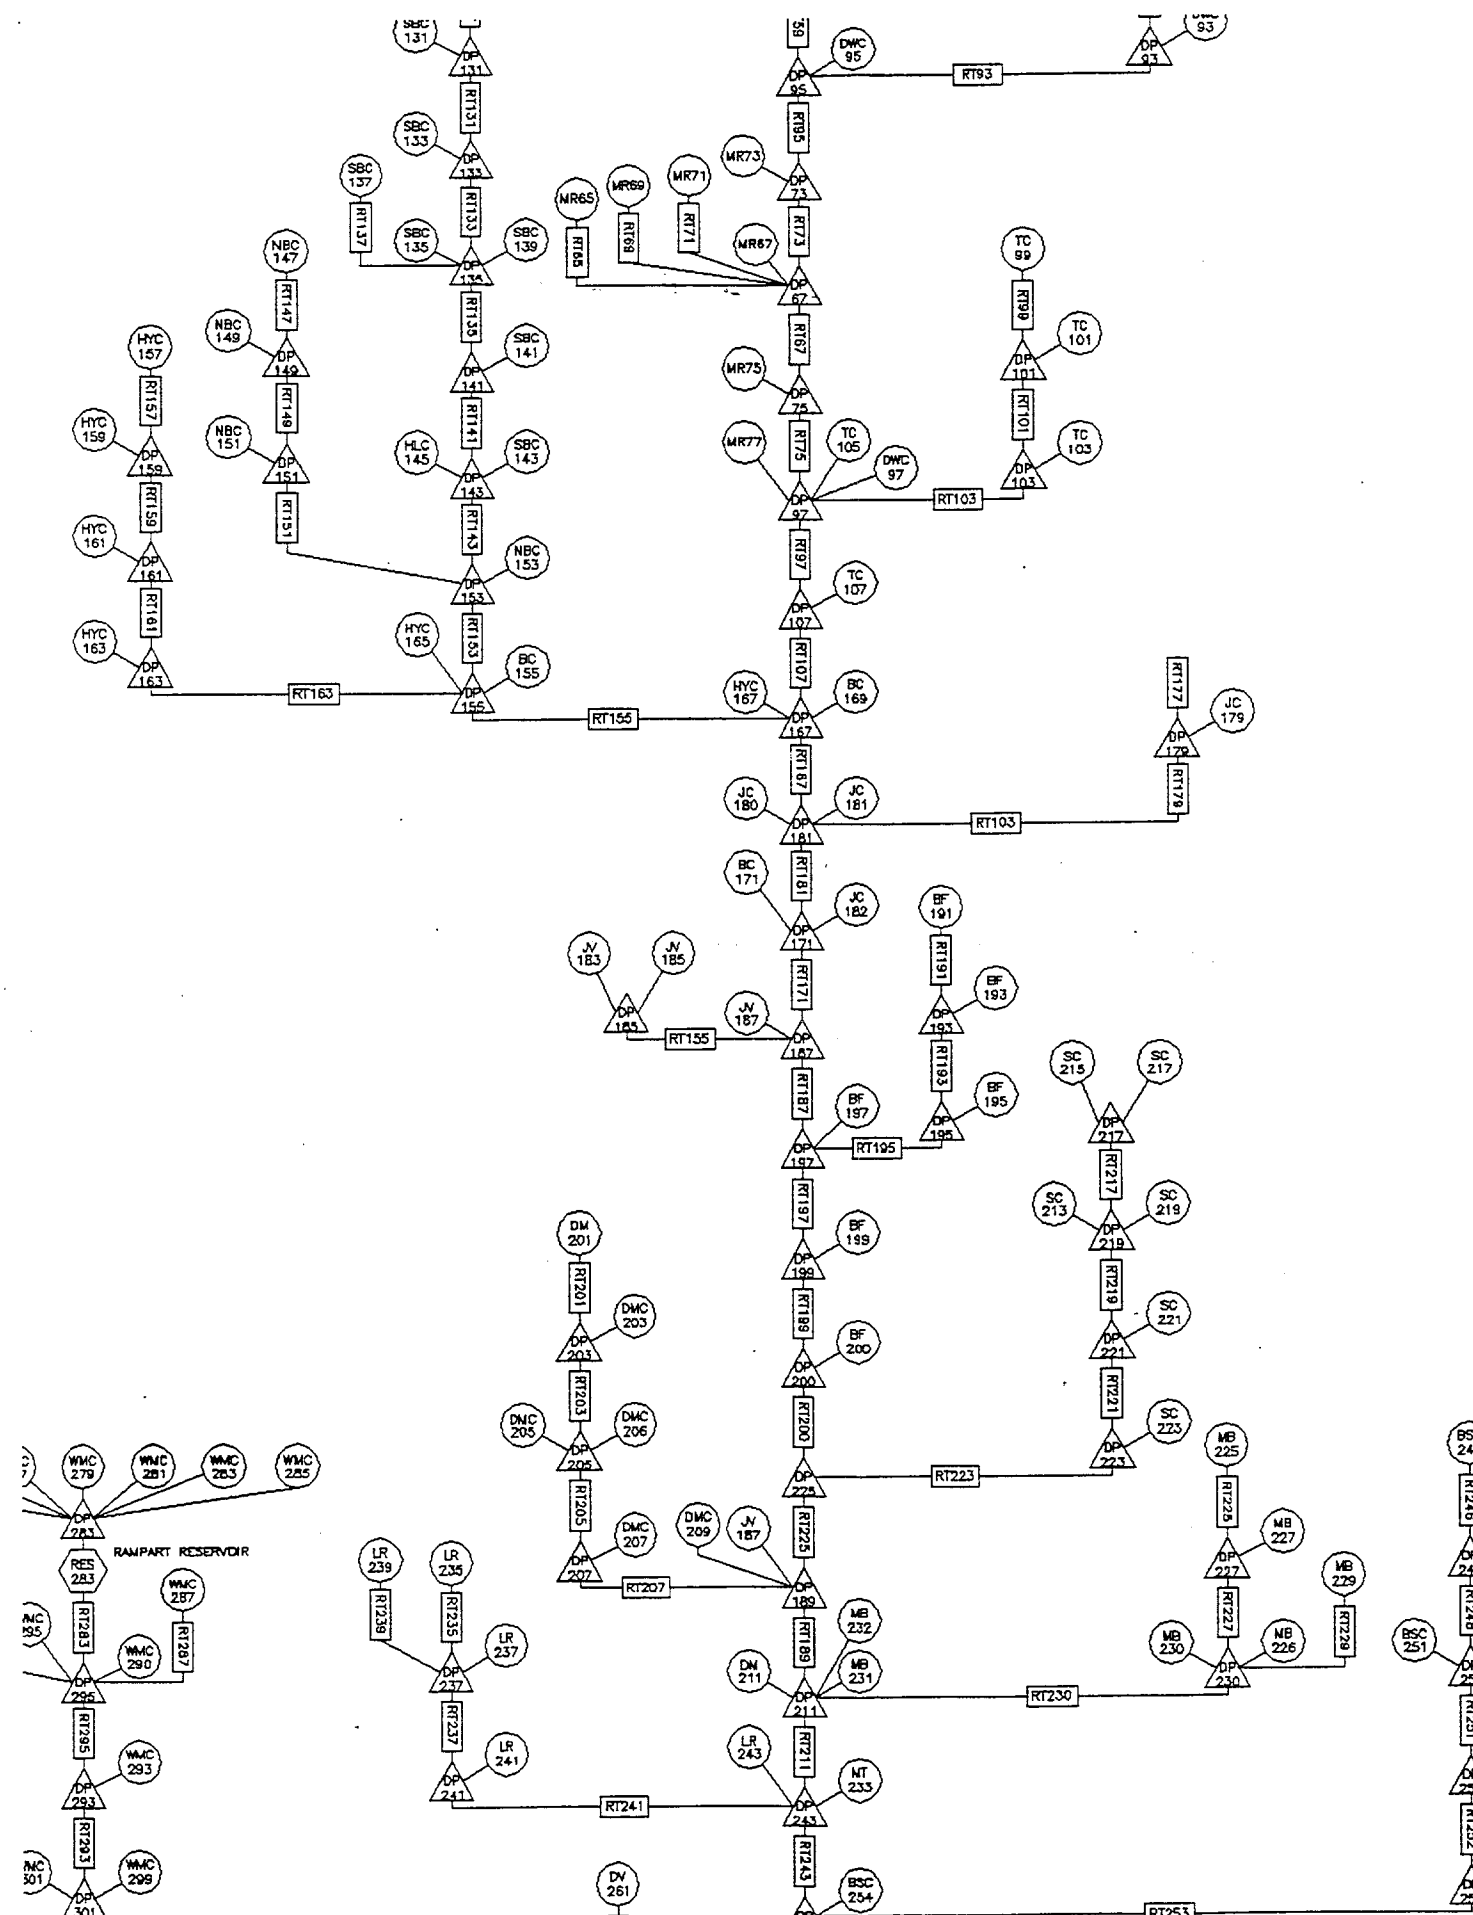 SBC
131
DP
131
RT131
SBC
133
DP
133
SBC
137
RT137
RT133
SBC
135
SBC
139
DP
135
RT135
SBC
141
DP
141
RT141
HLC
145
SBC
143
DP
143
RT143
NBC
153
DP
153
RT153
HYC
165
BC
155
DP
155
NBC
147
RT147
NBC
149
DP
149
RT149
NBC
151
DP
151
RT151
HYC
157
RT157
HYC
159
DP
159
RT159
HYC
161
DP
161
RT161
HYC
163
DP
163
RT163
RT155
59
DWC
95
DP
95
RT93
DWC
93
DP
93
RT95
MR73
DP
73
RT73
MR65
RT65
MR69
RT69
MR71
RT71
MR67
DP
67
RT67
MR75
DP
75
RT75
MR77
TC
105
DWC
97
DP
97
RT103
TC
99
RT99
TC
101
DP
101
RT101
TC
103
DP
103
RT97
TC
107
DP
107
RT107
HYC
167
BC
169
DP
167
RT167
JC
180
JC
181
DP
181
RT103
RT177
JC
179
DP
179
RT179
RT181
BC
171
JC
182
DP
171
RT171
JV
183
JV
185
DP
185
RT155
JV
187
DP
187
RT187
BF
191
RT191
BF
193
DP
193
RT193
BF
195
DP
195
RT195
BF
197
DP
197
RT197
BF
199
DP
199
RT199
BF
200
DP
200
RT200
DP
225
RT223
SC
215
SC
217
DP
217
RT217
SC
213
SC
219
DP
219
RT219
SC
221
DP
221
RT221
SC
223
DP
223
DM
201
RT201
DMC
203
DP
203
RT203
DMC
205
DMC
206
DP
205
RT205
DMC
207
DP
207
RT207
RT225
DMC
209
JV
187
DP
189
RT189
MB
232
DM
211
MB
231
DP
211
RT230
MB
225
RT225
MB
227
DP
227
RT227
MB
229
RT229
MB
230
MB
226
DP
230
RT211
LR
243
MT
233
DP
243
RT241
LR
239
RT239
LR
235
RT235
LR
237
DP
237
RT237
LR
241
DP
241
RT243
BSC
254
RT253
DV
261
WMC
279
WMC
281
WMC
283
WMC
285
DP
283
RES
283
RAMPART RESERVOIR
RT283
WMC
287
RT287
WMC
290
DP
295
RT295
WMC
293
DP
293
RT293
WMC
299
DP
301
BSC
251